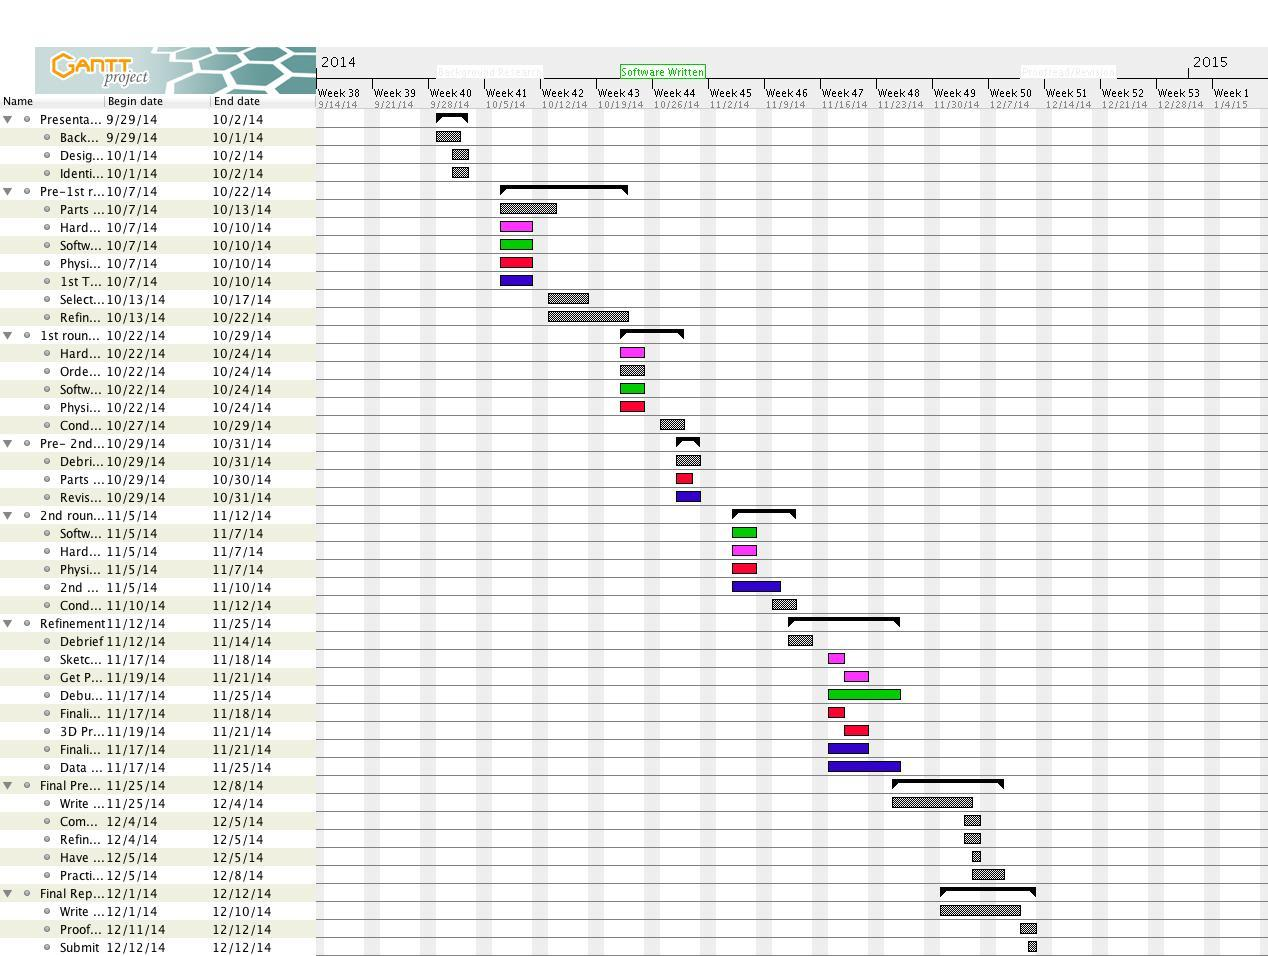 GANTT
project
2014
2015
Background Research
Software Written
Proofread/Revision
Week 38 Week 39 Week 40 Week 41 Week 42 Week 43 Week 44 Week 45 Week 46 Week 47 Week 48 Week 49 Week 50 Week 51 Week 52 Week 53 Week 1
Name Begin date End date 9/14/14 9/21/14 9/28/14 10/5/14 10/12/14 10/19/14 10/26/14 11/2/14 11/9/14 11/16/14 11/23/14 11/30/14 12/7/14 12/14/14 12/21/14 12/28/14 1/4/15
Presenta... 9/29/14 10/2/14
Back... 9/29/14 10/1/14
Desig... 10/1/14 10/2/14
Identi... 10/1/14 10/2/14
Pre-1st r... 10/7/14 10/22/14
Parts ... 10/7/14 10/13/14
Hard... 10/7/14 10/10/14
Softw... 10/7/14 10/10/14
Physi... 10/7/14 10/10/14
1st T... 10/7/14 10/10/14
Select... 10/13/14 10/17/14
Refin... 10/13/14 10/22/14
1st roun... 10/22/14 10/29/14
Hard... 10/22/14 10/24/14
Orde... 10/22/14 10/24/14
Softw... 10/22/14 10/24/14
Physi... 10/22/14 10/24/14
Cond... 10/27/14 10/29/14
Pre- 2nd... 10/29/14 10/31/14
Debri... 10/29/14 10/31/14
Parts ... 10/29/14 10/30/14
Revis... 10/29/14 10/31/14
2nd roun... 11/5/14 11/12/14
Softw... 11/5/14 11/7/14
Hard... 11/5/14 11/7/14
Physi... 11/5/14 11/7/14
2nd ... 11/5/14 11/10/14
Cond... 11/10/14 11/12/14
Refinement 11/12/14 11/25/14
Debrief 11/12/14 11/14/14
Sketc... 11/17/14 11/18/14
Get P... 11/19/14 11/21/14
Debu... 11/17/14 11/25/14
Finali... 11/17/14 11/18/14
3D Pr... 11/19/14 11/21/14
Finali... 11/17/14 11/21/14
Data ... 11/17/14 11/25/14
Final Pre... 11/25/14 12/8/14
Write ... 11/25/14 12/4/14
Com... 12/4/14 12/5/14
Refin... 12/4/14 12/5/14
Have ... 12/5/14 12/5/14
Practi... 12/5/14 12/8/14
Final Rep... 12/1/14 12/12/14
Write ... 12/1/14 12/10/14
Proof... 12/11/14 12/12/14
Submit 12/12/14 12/12/14